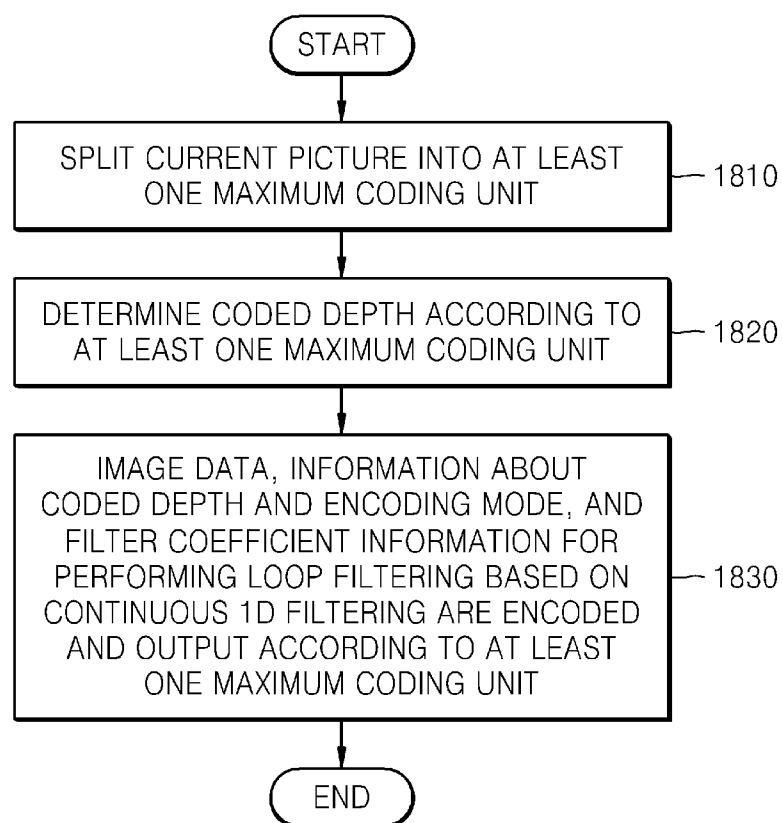 START
SPLIT CURRENT PICTURE INTO AT LEAST
ONE MAXIMUM CODING UNIT
1810
DETERMINE CODED DEPTH ACCORDING TO
AT LEAST ONE MAXIMUM CODING UNIT
1820
IMAGE DATA, INFORMATION ABOUT
CODED DEPTH AND ENCODING MODE, AND
FILTER COEFFICIENT INFORMATION FOR
PERFORMING LOOP FILTERING BASED ON
CONTINUOUS 1D FILTERING ARE ENCODED
AND OUTPUT ACCORDING TO AT LEAST
ONE MAXIMUM CODING UNIT
1830
END